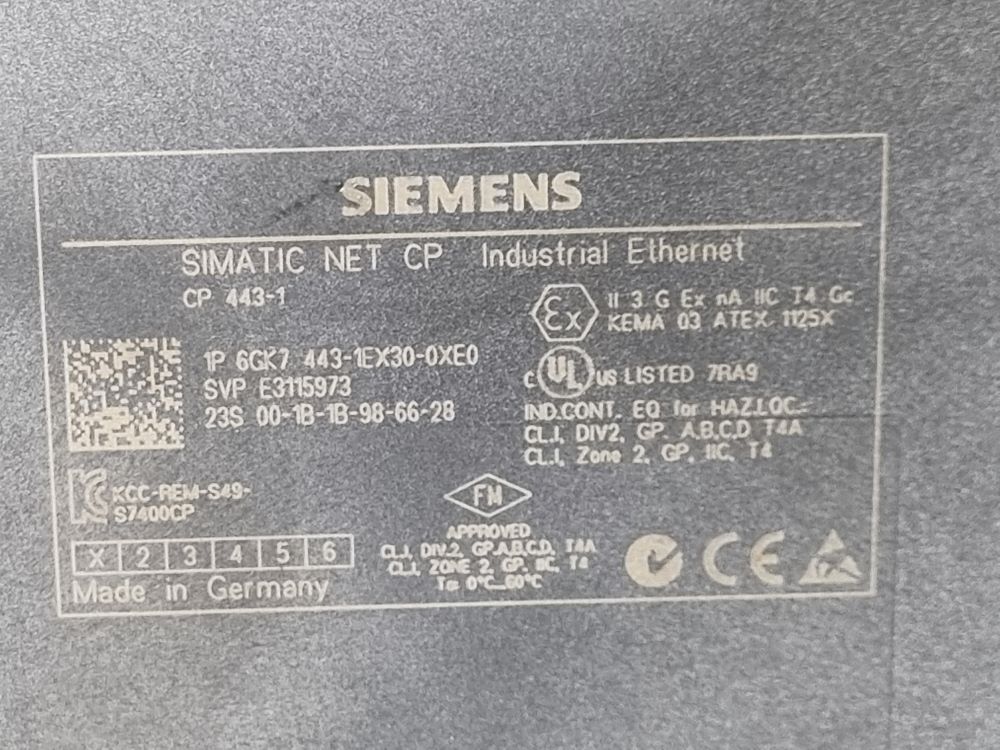 SIEMENS
SIMATIC NET CP Industrial Ethernet
CP 443-1
Ex II 3 G Ex nA IIC T4 Gc
KEMA 03 ATEX 1125X
1P 6GK7 443-1EX30-0XE0
SVP E3115973
23S 00-1B-1B-98-66-28
c UL us LISTED 7RA9
IND.CONT. EQ for HAZ.LOC.:
CL.I, DIV2, GP. A.B.C.D T4A
CL.I, Zone 2, GP. IIC, T4
KCC-REM-S49-
S7400CP
FM
APPROVED
CL.I, DIV.2, GP.A.B.C.D, T4A
CL.I, ZONE 2, GP. IIC, T4
Ta: 0°C...60°C
X 2 3 4 5 6
Made in Germany
CE